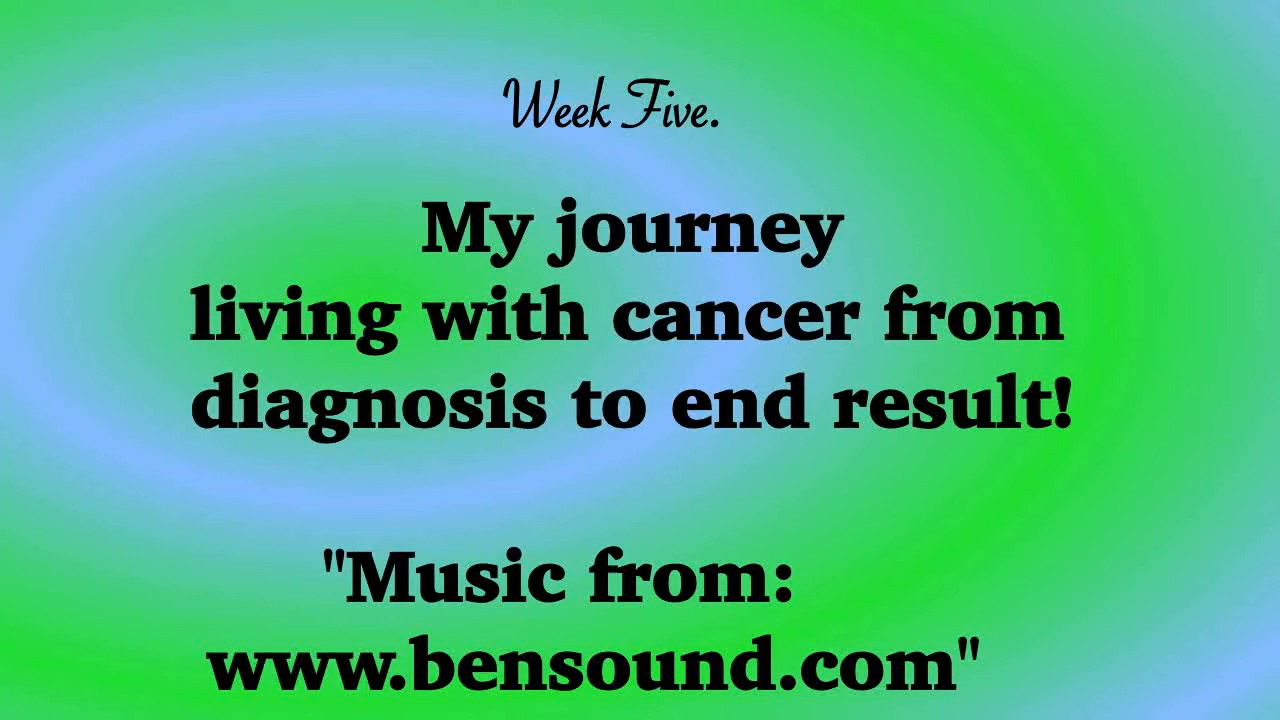 Week Five.
My journey
living with cancer from
diagnosis to end result!
"Music from:
www.bensound.com"